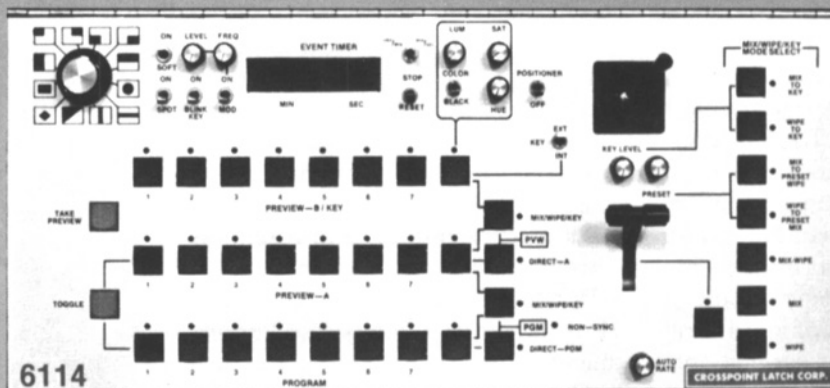 ON
LEVEL
FREQ
SOFT
ON
ON
ON
SPOT
BLINK
KEY
MOD
EVENT TIMER
MIN
SEC
STOP
RESET
LUM
SAT
COLOR
BLACK
HUE
POSITIONER
OFF
EXT
KEY
INT
MIX/WIPE/KEY
MODE SELECT
MIX
TO
KEY
WIPE
TO
KEY
KEY LEVEL
MIX
TO
PRESET
WIPE
PRESET
WIPE
TO
PRESET
MIX
MIX-WIPE
MIX
WIPE
1 2 3 4 5 6 7
PREVIEW—B / KEY
TAKE
PREVIEW
MIX/WIPE/KEY
PVW
DIRECT—A
1 2 3 4 5 6 7
PREVIEW—A
TOGGLE
MIX/WIPE/KEY
PGM
NON-SYNC
DIRECT—PGM
1 2 3 4 5 6 7
PROGRAM
AUTO
RATE
6114
CROSSPOINT LATCH CORP.